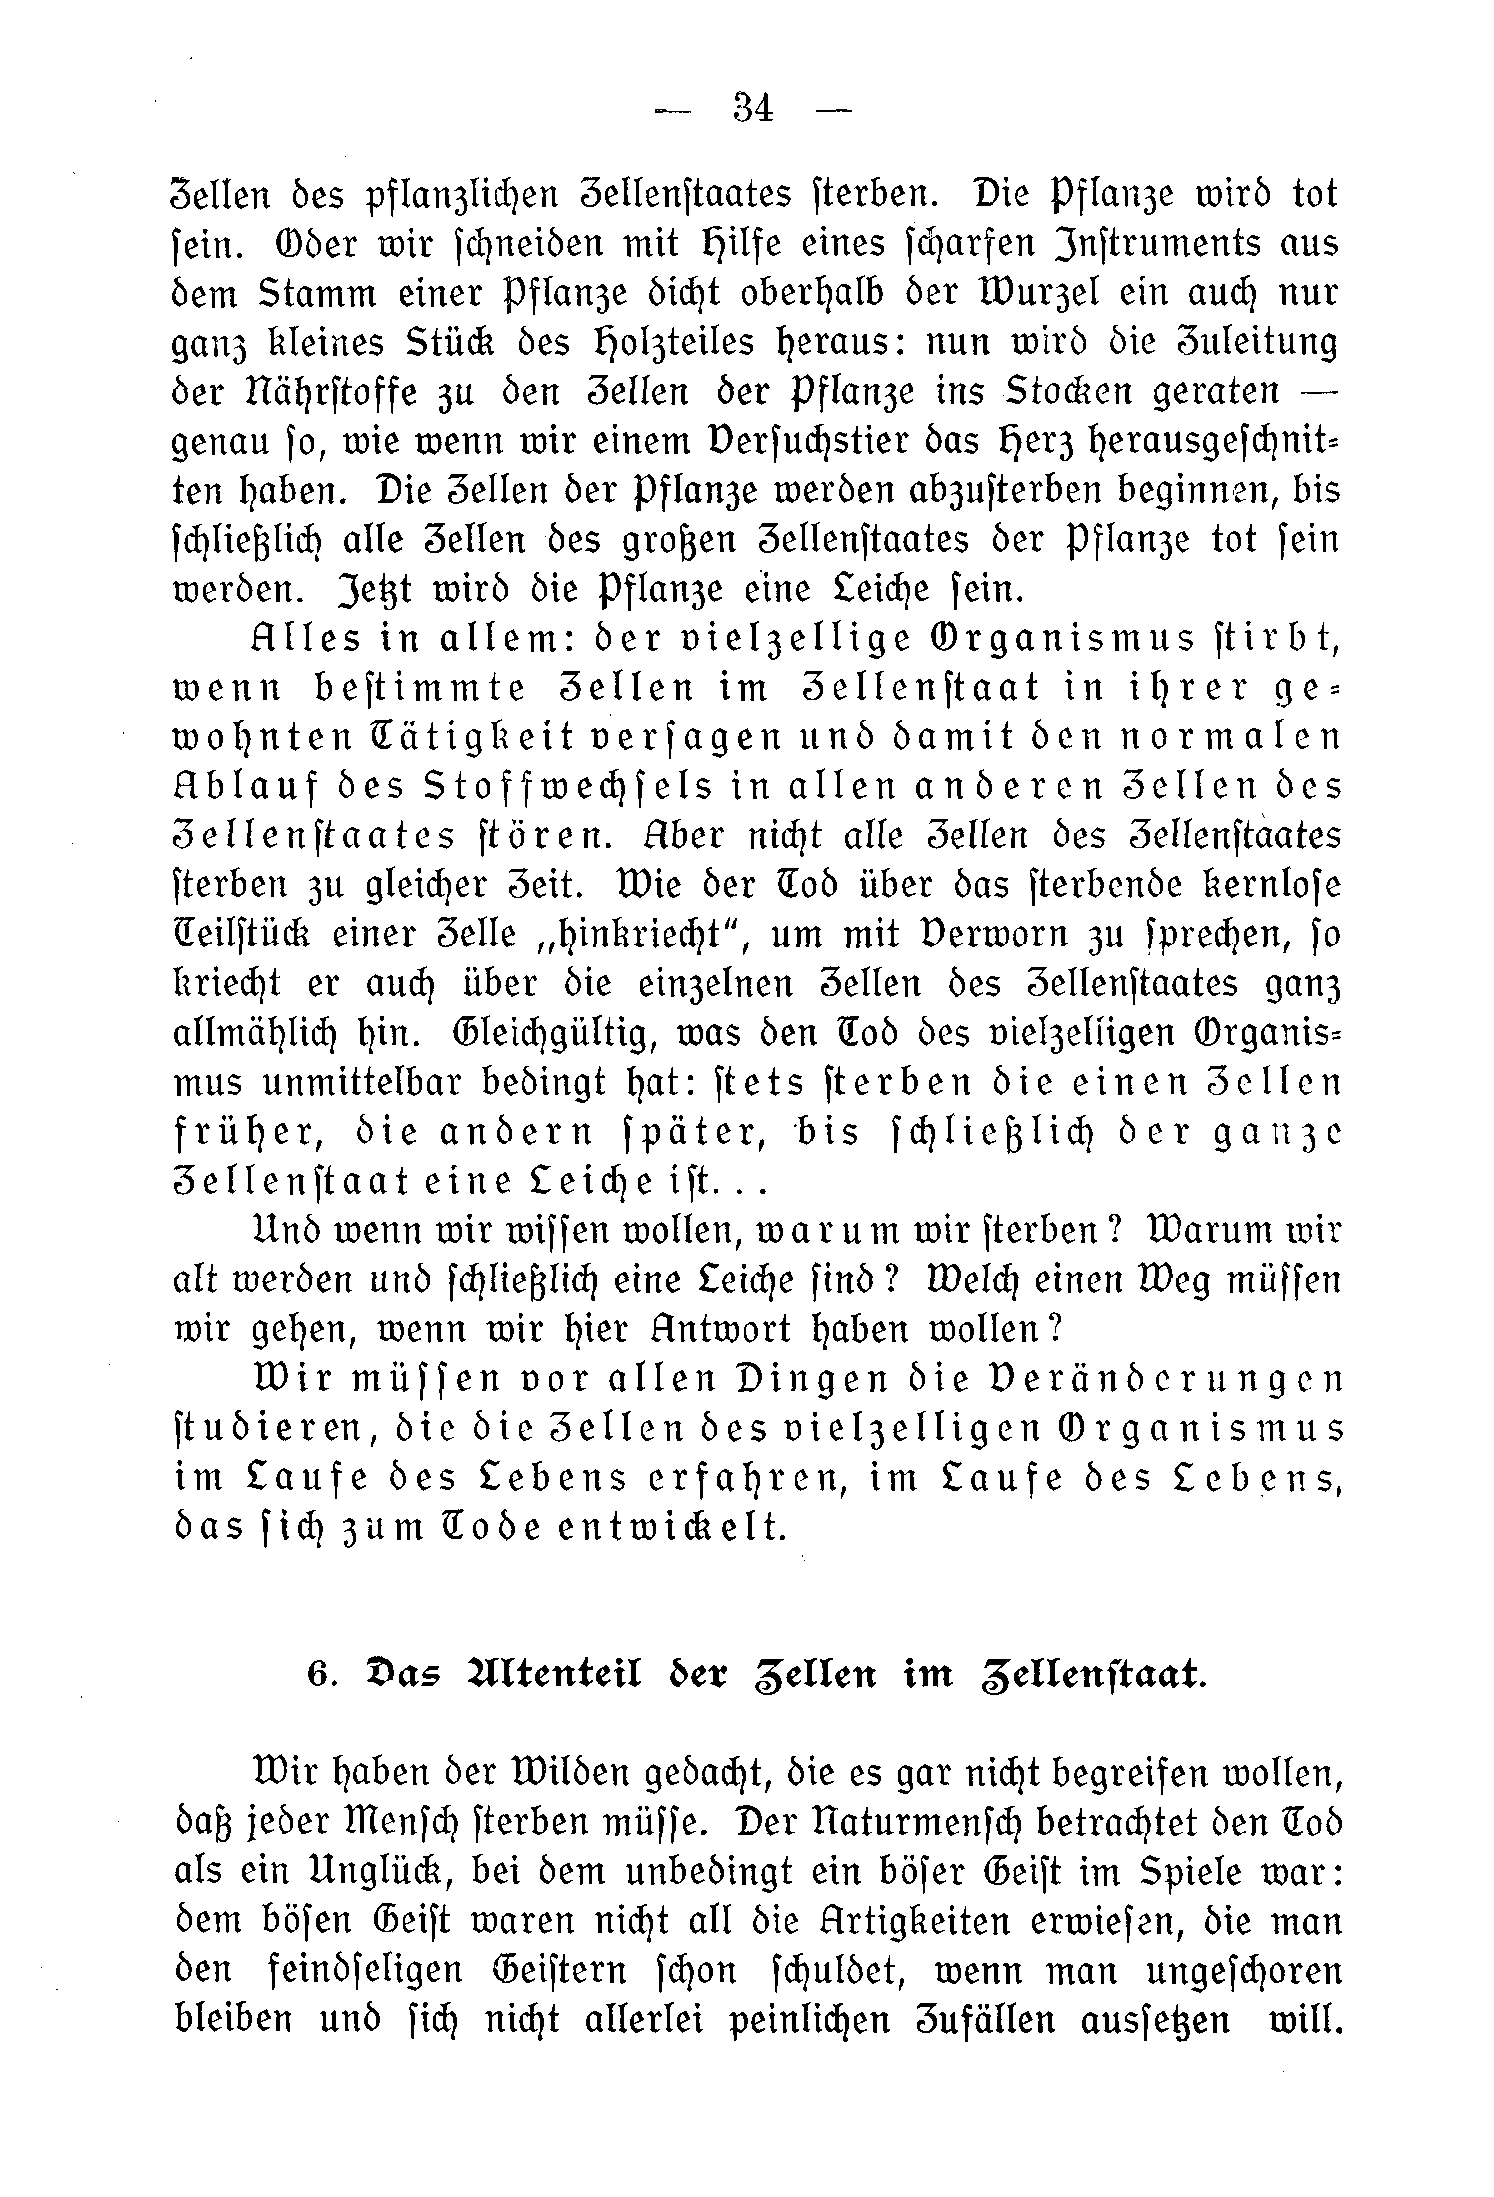 — 34 —
Zellen des pflanzlichen Zellenſtaates ſterben. Die Pflanze wird tot
ſein. Oder wir ſchneiden mit Hilfe eines ſcharfen Inſtruments aus
dem Stamm einer Pflanze dicht oberhalb der Wurzel ein auch nur
ganz kleines Stück des Holzteiles heraus: nun wird die Zuleitung
der Nährſtoffe zu den Zellen der Pflanze ins Stocken geraten —
genau ſo, wie wenn wir einem Verſuchstier das Herz herausgeſchnit-
ten haben. Die Zellen der Pflanze werden abzuſterben beginnen, bis
ſchließlich alle Zellen des großen Zellenſtaates der Pflanze tot ſein
werden. Jetzt wird die Pflanze eine Leiche ſein.
Alles in allem: der vielzellige Organismus ſtirbt,
wenn beſtimmte Zellen im Zellenſtaat in ihrer ge-
wohnten Tätigkeit verſagen und damit den normalen
Ablauf des Stoffwechſels in allen anderen Zellen des
Zellenſtaates ſtören. Aber nicht alle Zellen des Zellenſtaates
ſterben zu gleicher Zeit. Wie der Tod über das ſterbende kernloſe
Teilſtück einer Zelle „hinkriecht“, um mit Verworn zu ſprechen, ſo
kriecht er auch über die einzelnen Zellen des Zellenſtaates ganz
allmählich hin. Gleichgültig, was den Tod des vielzelligen Organis-
mus unmittelbar bedingt hat: ſtets ſterben die einen Zellen
früher, die andern ſpäter, bis ſchließlich der ganze
Zellenſtaat eine Leiche iſt. . .
Und wenn wir wiſſen wollen, warum wir ſterben? Warum wir
alt werden und ſchließlich eine Leiche ſind? Welch einen Weg müſſen
wir gehen, wenn wir hier Antwort haben wollen?
Wir müſſen vor allen Dingen die Veränderungen
ſtudieren, die die Zellen des vielzelligen Organismus
im Laufe des Lebens erfahren, im Laufe des Lebens,
das ſich zum Tode entwickelt.
6. Das Altenteil der Zellen im Zellenſtaat.
Wir haben der Wilden gedacht, die es gar nicht begreifen wollen,
daß jeder Menſch ſterben müſſe. Der Naturmenſch betrachtet den Tod
als ein Unglück, bei dem unbedingt ein böſer Geiſt im Spiele war:
dem böſen Geiſt waren nicht all die Artigkeiten erwieſen, die man
den feindſeligen Geiſtern ſchon ſchuldet, wenn man ungeſchoren
bleiben und ſich nicht allerlei peinlichen Zufällen ausſetzen will.